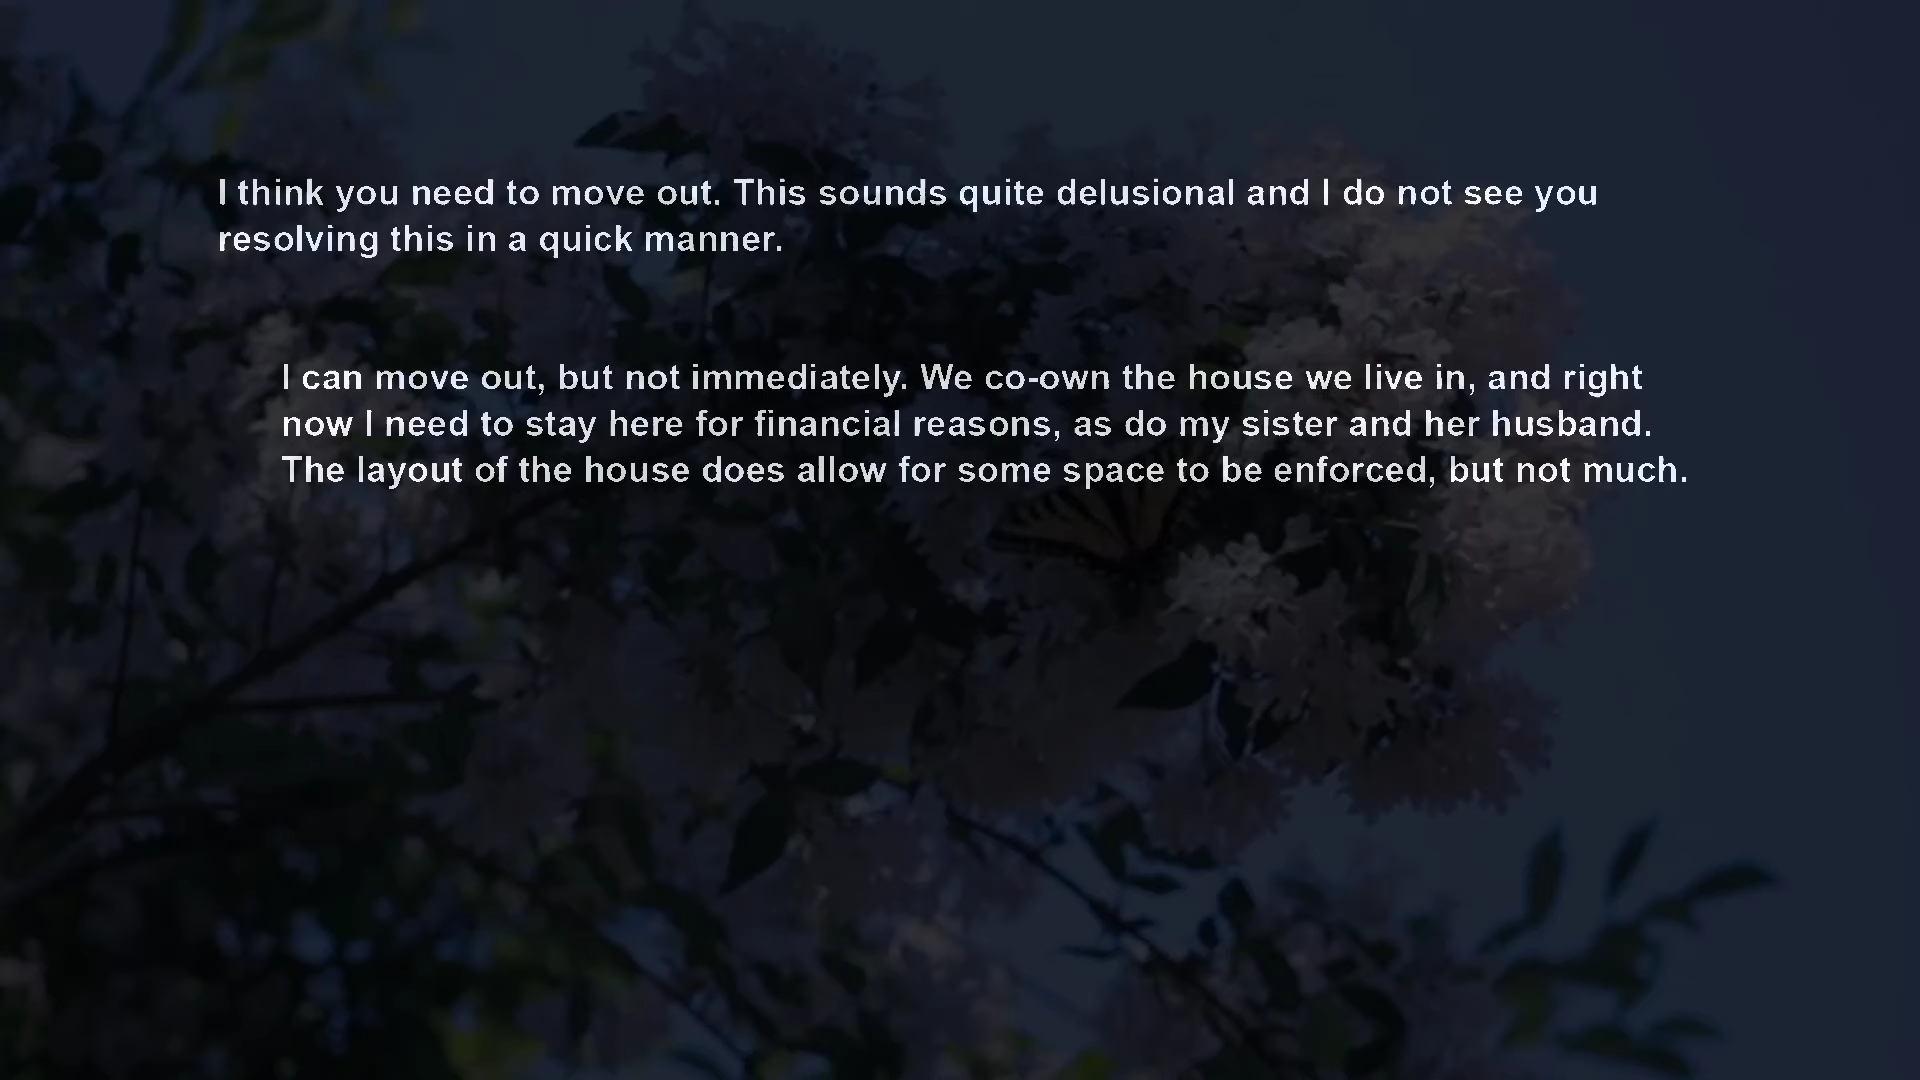 I think you need to move out. This sounds quite delusional and I do not see you
resolving this in a quick manner.
I can move out, but not immediately. We co-own the house we live in, and right
now I need to stay here for financial reasons, as do my sister and her husband.
The layout of the house does allow for some space to be enforced, but not much.